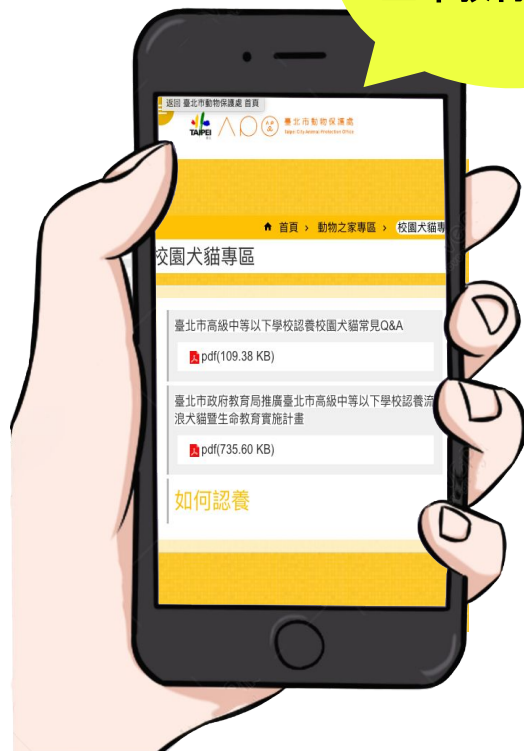 返回 臺北市動物保護處 首頁
TAIPEI
臺北市動物保護處
Taipei City Animal Protection Office
首頁 › 動物之家專區 › 校園犬貓專
校園犬貓專區
臺北市高級中等以下學校認養校園犬貓常見Q&A
pdf(109.38 KB)
臺北市政府教育局推廣臺北市高級中等以下學校認養流
浪犬貓暨生命教育實施計畫
pdf(735.60 KB)
如何認養